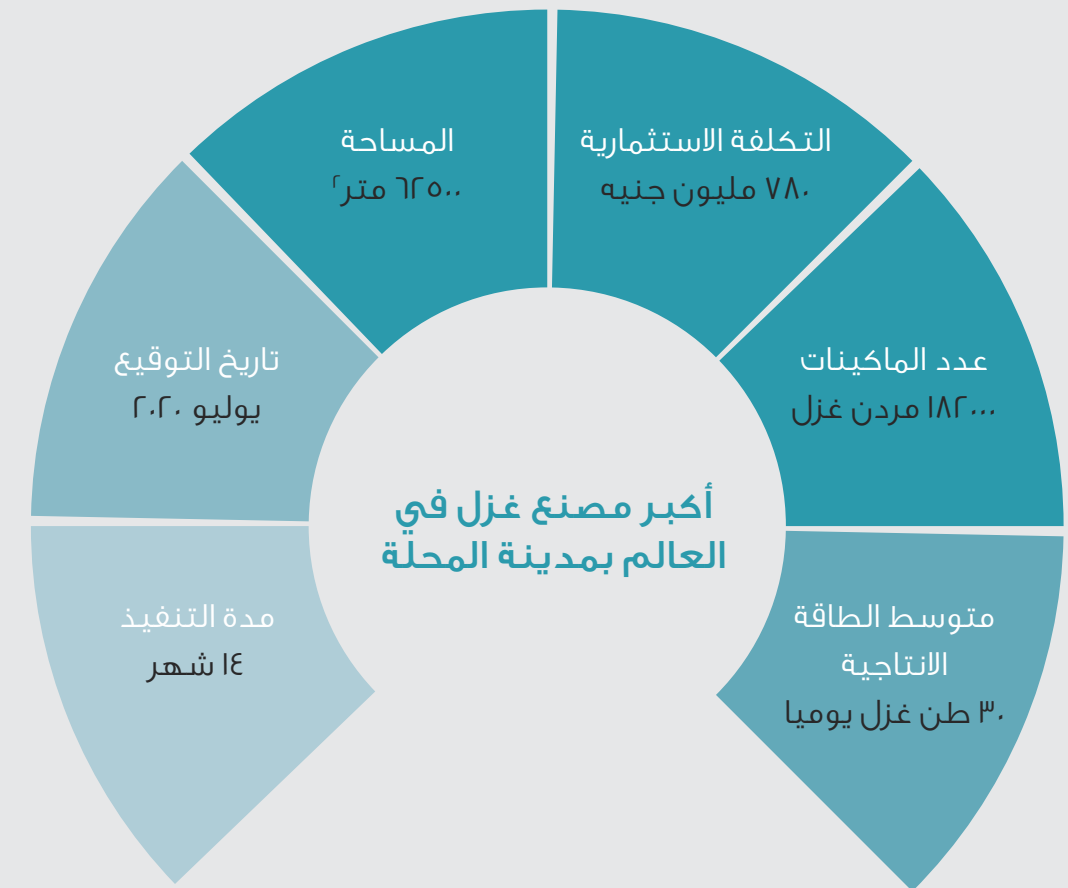 أكبر مصنع غزل في
العالم بمدينة المحلة
التكلفة الاستثمارية
٧٨٠ مليون جنيه
المساحة
٦٢٥٠٠ متر٢
عدد الماكينات
١٨٢٠٠٠ مردن غزل
تاريخ التوقيع
يوليو ٢٠٢٠
متوسط الطاقة
الانتاجية
٣٠ طن غزل يوميا
مدة التنفيذ
١٤ شهر